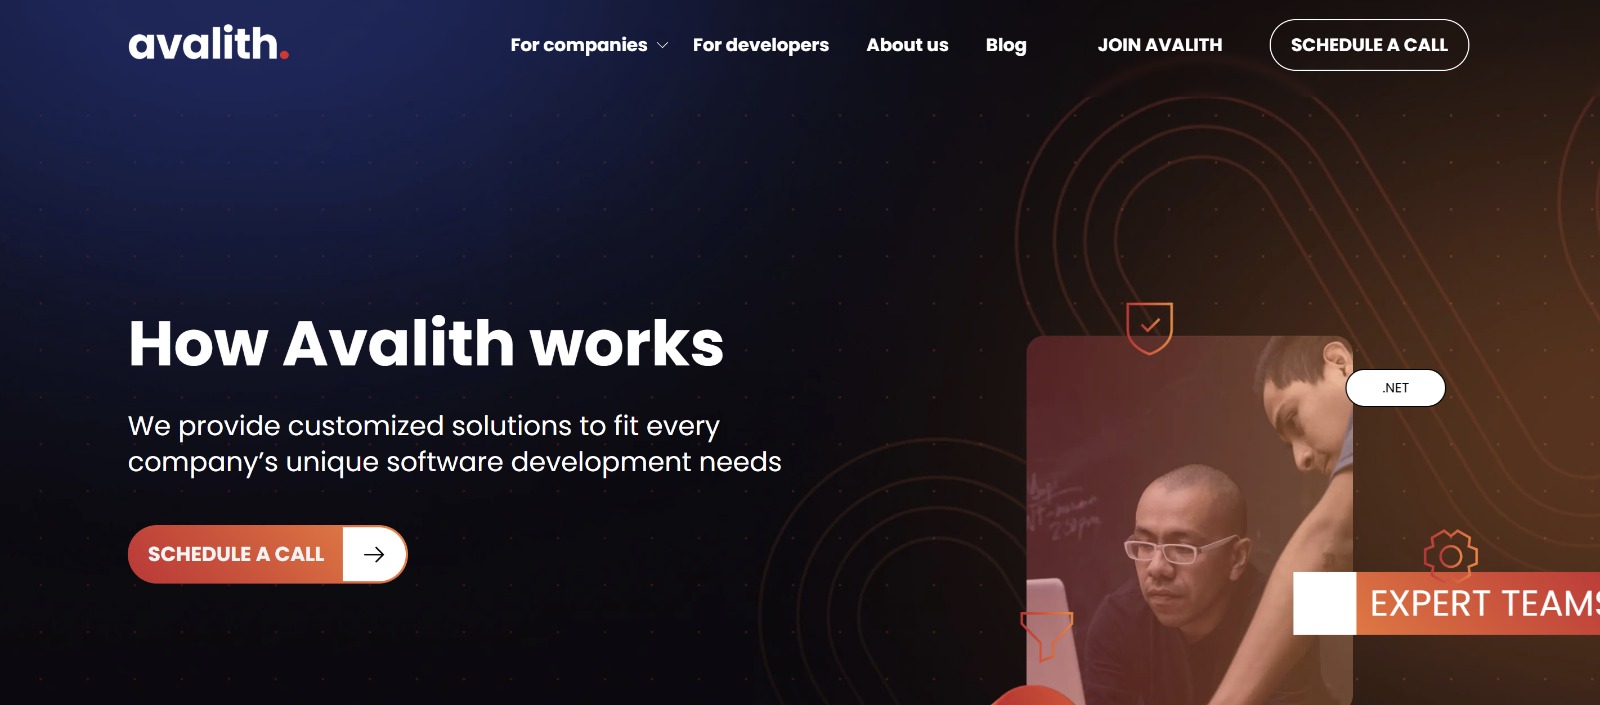 avalith.
For companies
For developers
About us
Blog
JOIN AVALITH
SCHEDULE A CALL
How Avalith works
We provide customized solutions to fit every
company’s unique software development needs
SCHEDULE A CALL
.NET
EXPERT TEAMS